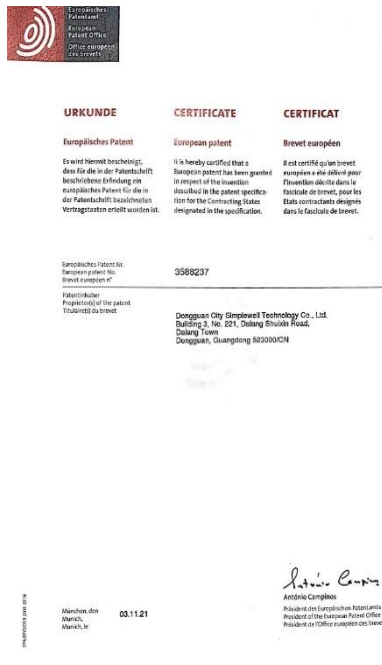 Europäisches
Patentamt
European
Patent Office
Office européen
des brevets
URKUNDE
Europäisches Patent
Es wird hiermit bescheinigt,
dass für die in der Patentschrift
beschriebene Erfindung ein
europäisches Patent für die in
der Patentschrift bezeichneten
Vertragsstaaten erteilt worden ist.
CERTIFICATE
European patent
It is hereby certified that a
European patent has been granted
in respect of the invention
described in the patent specifica-
tion for the Contracting States
designated in the specification.
CERTIFICAT
Brevet européen
Il est certifié qu'un brevet
européen a été délivré pour
l'invention décrite dans le
fascicule de brevet, pour les
Etats contractants désignés
dans le fascicule de brevet.
Europäisches Patent Nr.
European patent No.
Brevet européen n°
3588237
Patentinhaber
Proprietor(s) of the patent
Titulaire(s) du brevet
Dongguan City Simplewell Technology Co., Ltd.
Building 3, No. 221, Dalang Shuixin Road,
Dalang Town
Dongguan, Guangdong 523000/CN
António Campinos
António Campinos
Präsident des Europäischen Patentamts
President of the European Patent Office
Président de l'Office européen des breve
München, den
Munich,
Munich, le
03.11.21